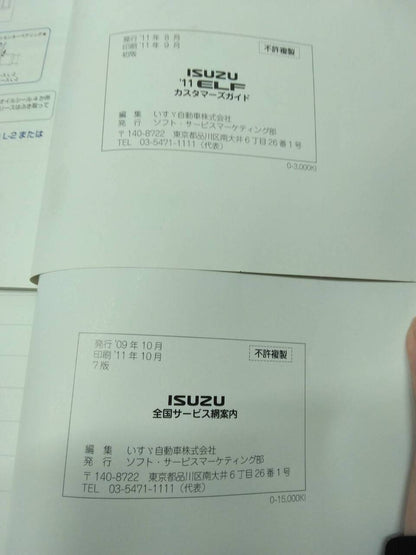 発行 '11年8月
印刷 '11年9月
初版
不許複製
ISUZU
'11 ELF
カスタマーズガイド
編 集 いすゞ自動車株式会社
発 行 ソフト・サービスマーケティング部
〒140-8722 東京都品川区南大井6丁目26番1号
TEL 03-5471-1111（代表）
0-3,000KI
L-2または
発行 '09年10月
印刷 '11年10月
7版
不許複製
ISUZU
全国サービス網案内
編 集 いすゞ自動車株式会社
発 行 ソフト・サービスマーケティング部
〒140-8722 東京都品川区南大井6丁目26番1号
TEL 03-5471-1111（代表）
0-15,000KI